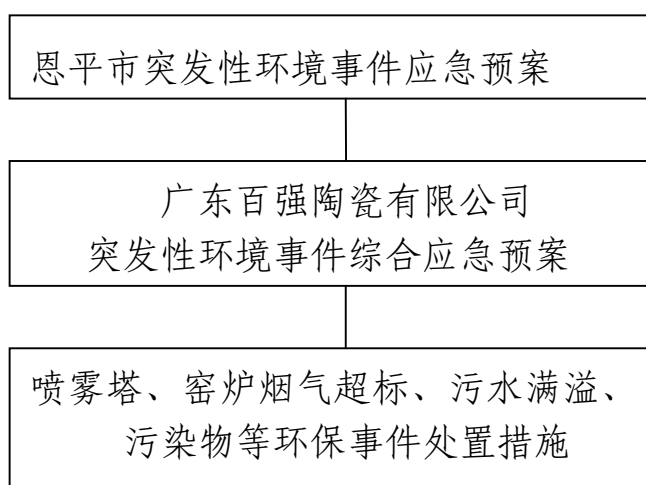 恩平市突发性环境事件应急预案
广东百强陶瓷有限公司
突发性环境事件综合应急预案
喷雾塔、窑炉烟气超标、污水满溢、
污染物等环保事件处置措施